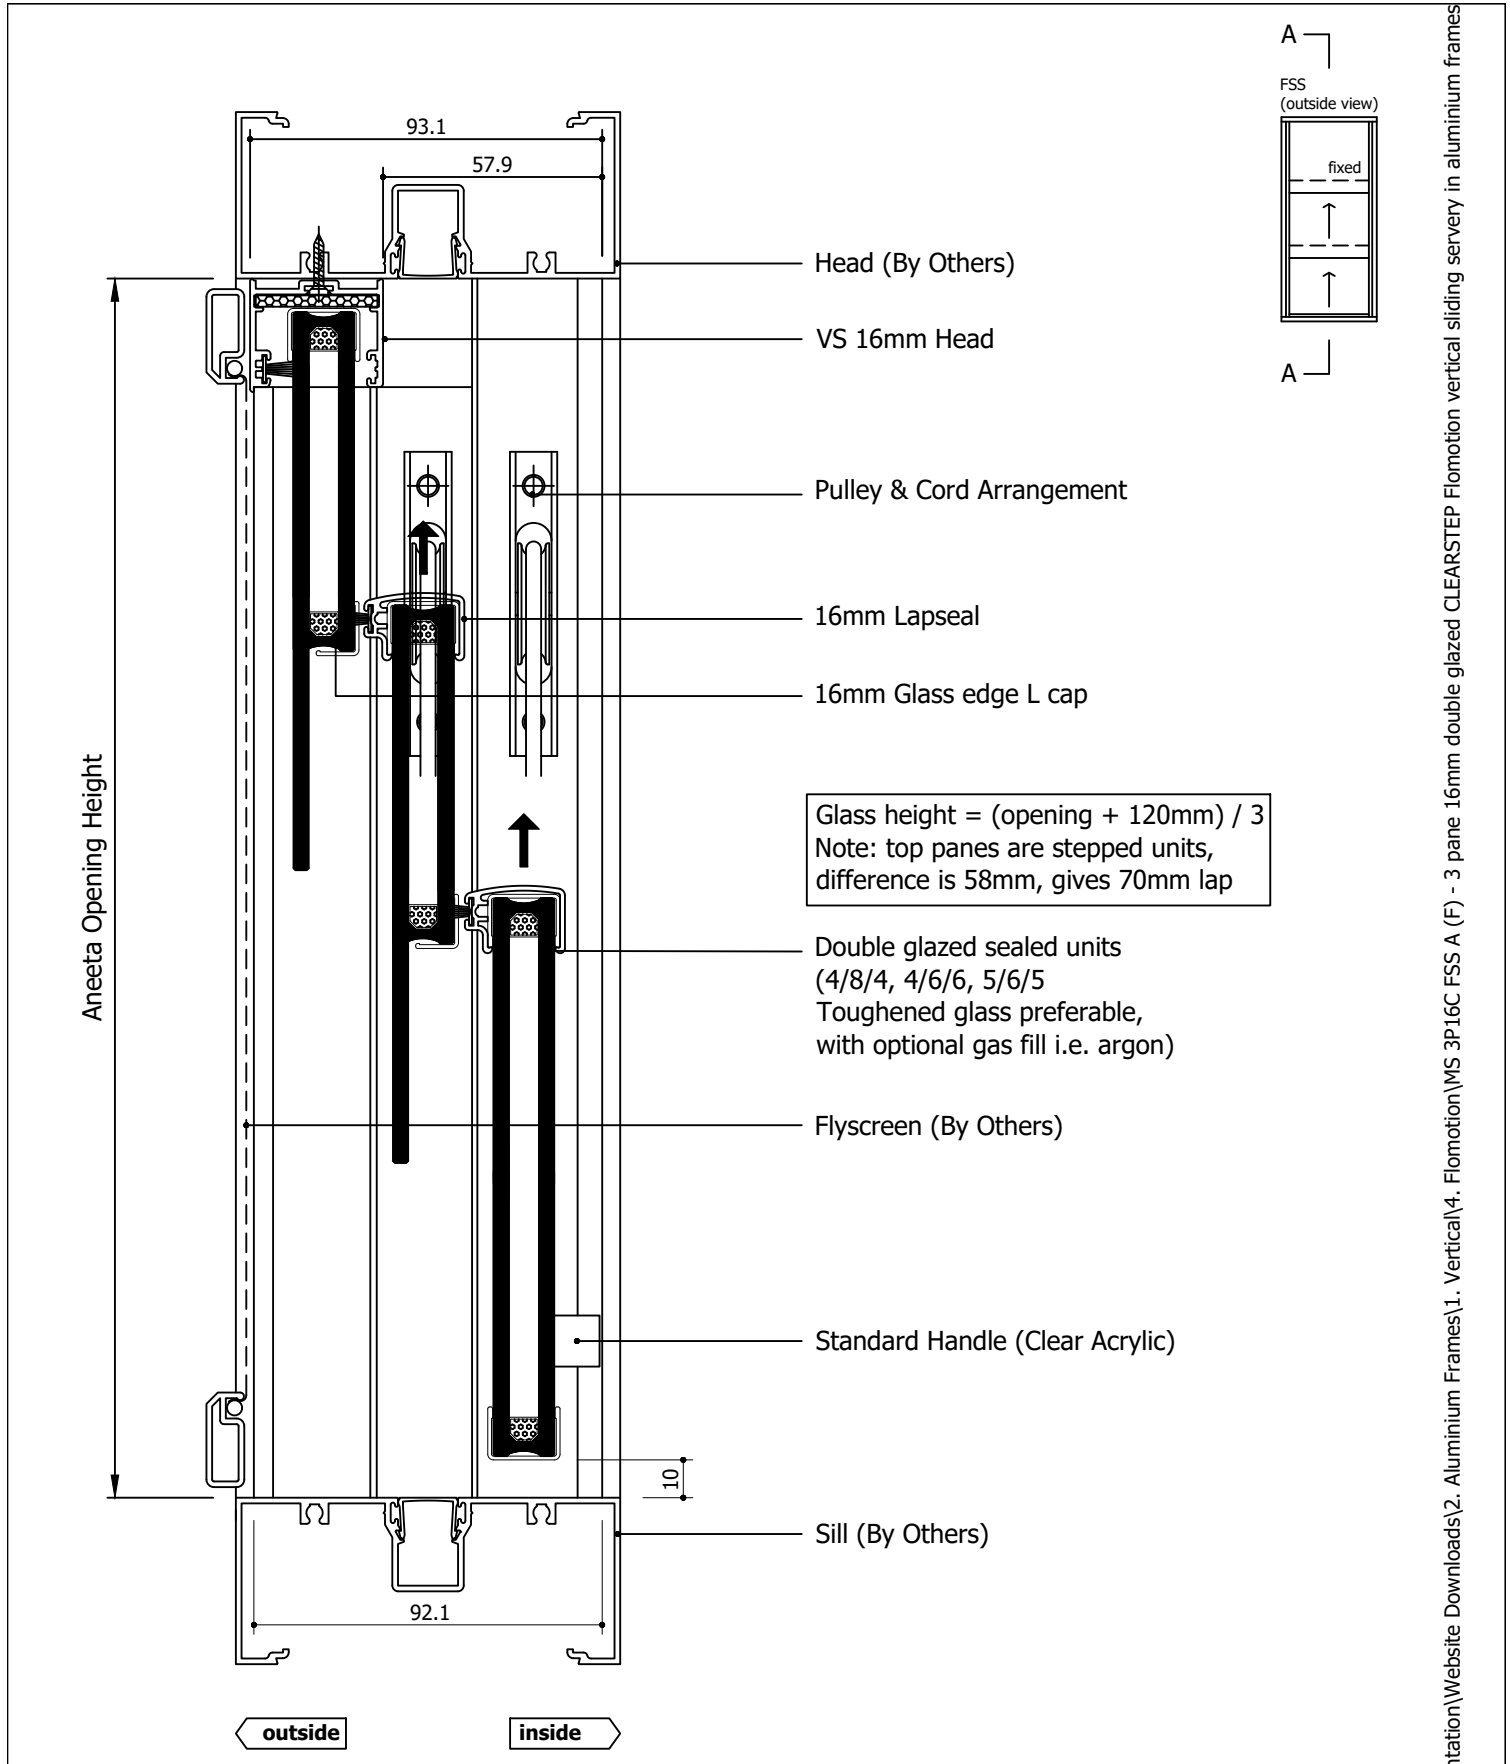 A
FSS
(outside view)
fixed
A
93.1
57.9
Head (By Others)
VS 16mm Head
Pulley & Cord Arrangement
16mm Lapseal
16mm Glass edge L cap
Aneeta Opening Height
Glass height = (opening + 120mm) / 3
Note: top panes are stepped units,
difference is 58mm, gives 70mm lap
Double glazed sealed units
(4/8/4, 4/6/6, 5/6/5
Toughened glass preferable,
with optional gas fill i.e. argon)
Flyscreen (By Others)
Standard Handle (Clear Acrylic)
10
Sill (By Others)
92.1
outside
inside
ntation\Website Downloads\2. Aluminium Frames\1. Vertical\4. Flomotion\MS 3P16C FSS A (F) - 3 pane 16mm double glazed CLEARSTEP Flomotion vertical sliding servery in aluminium frames